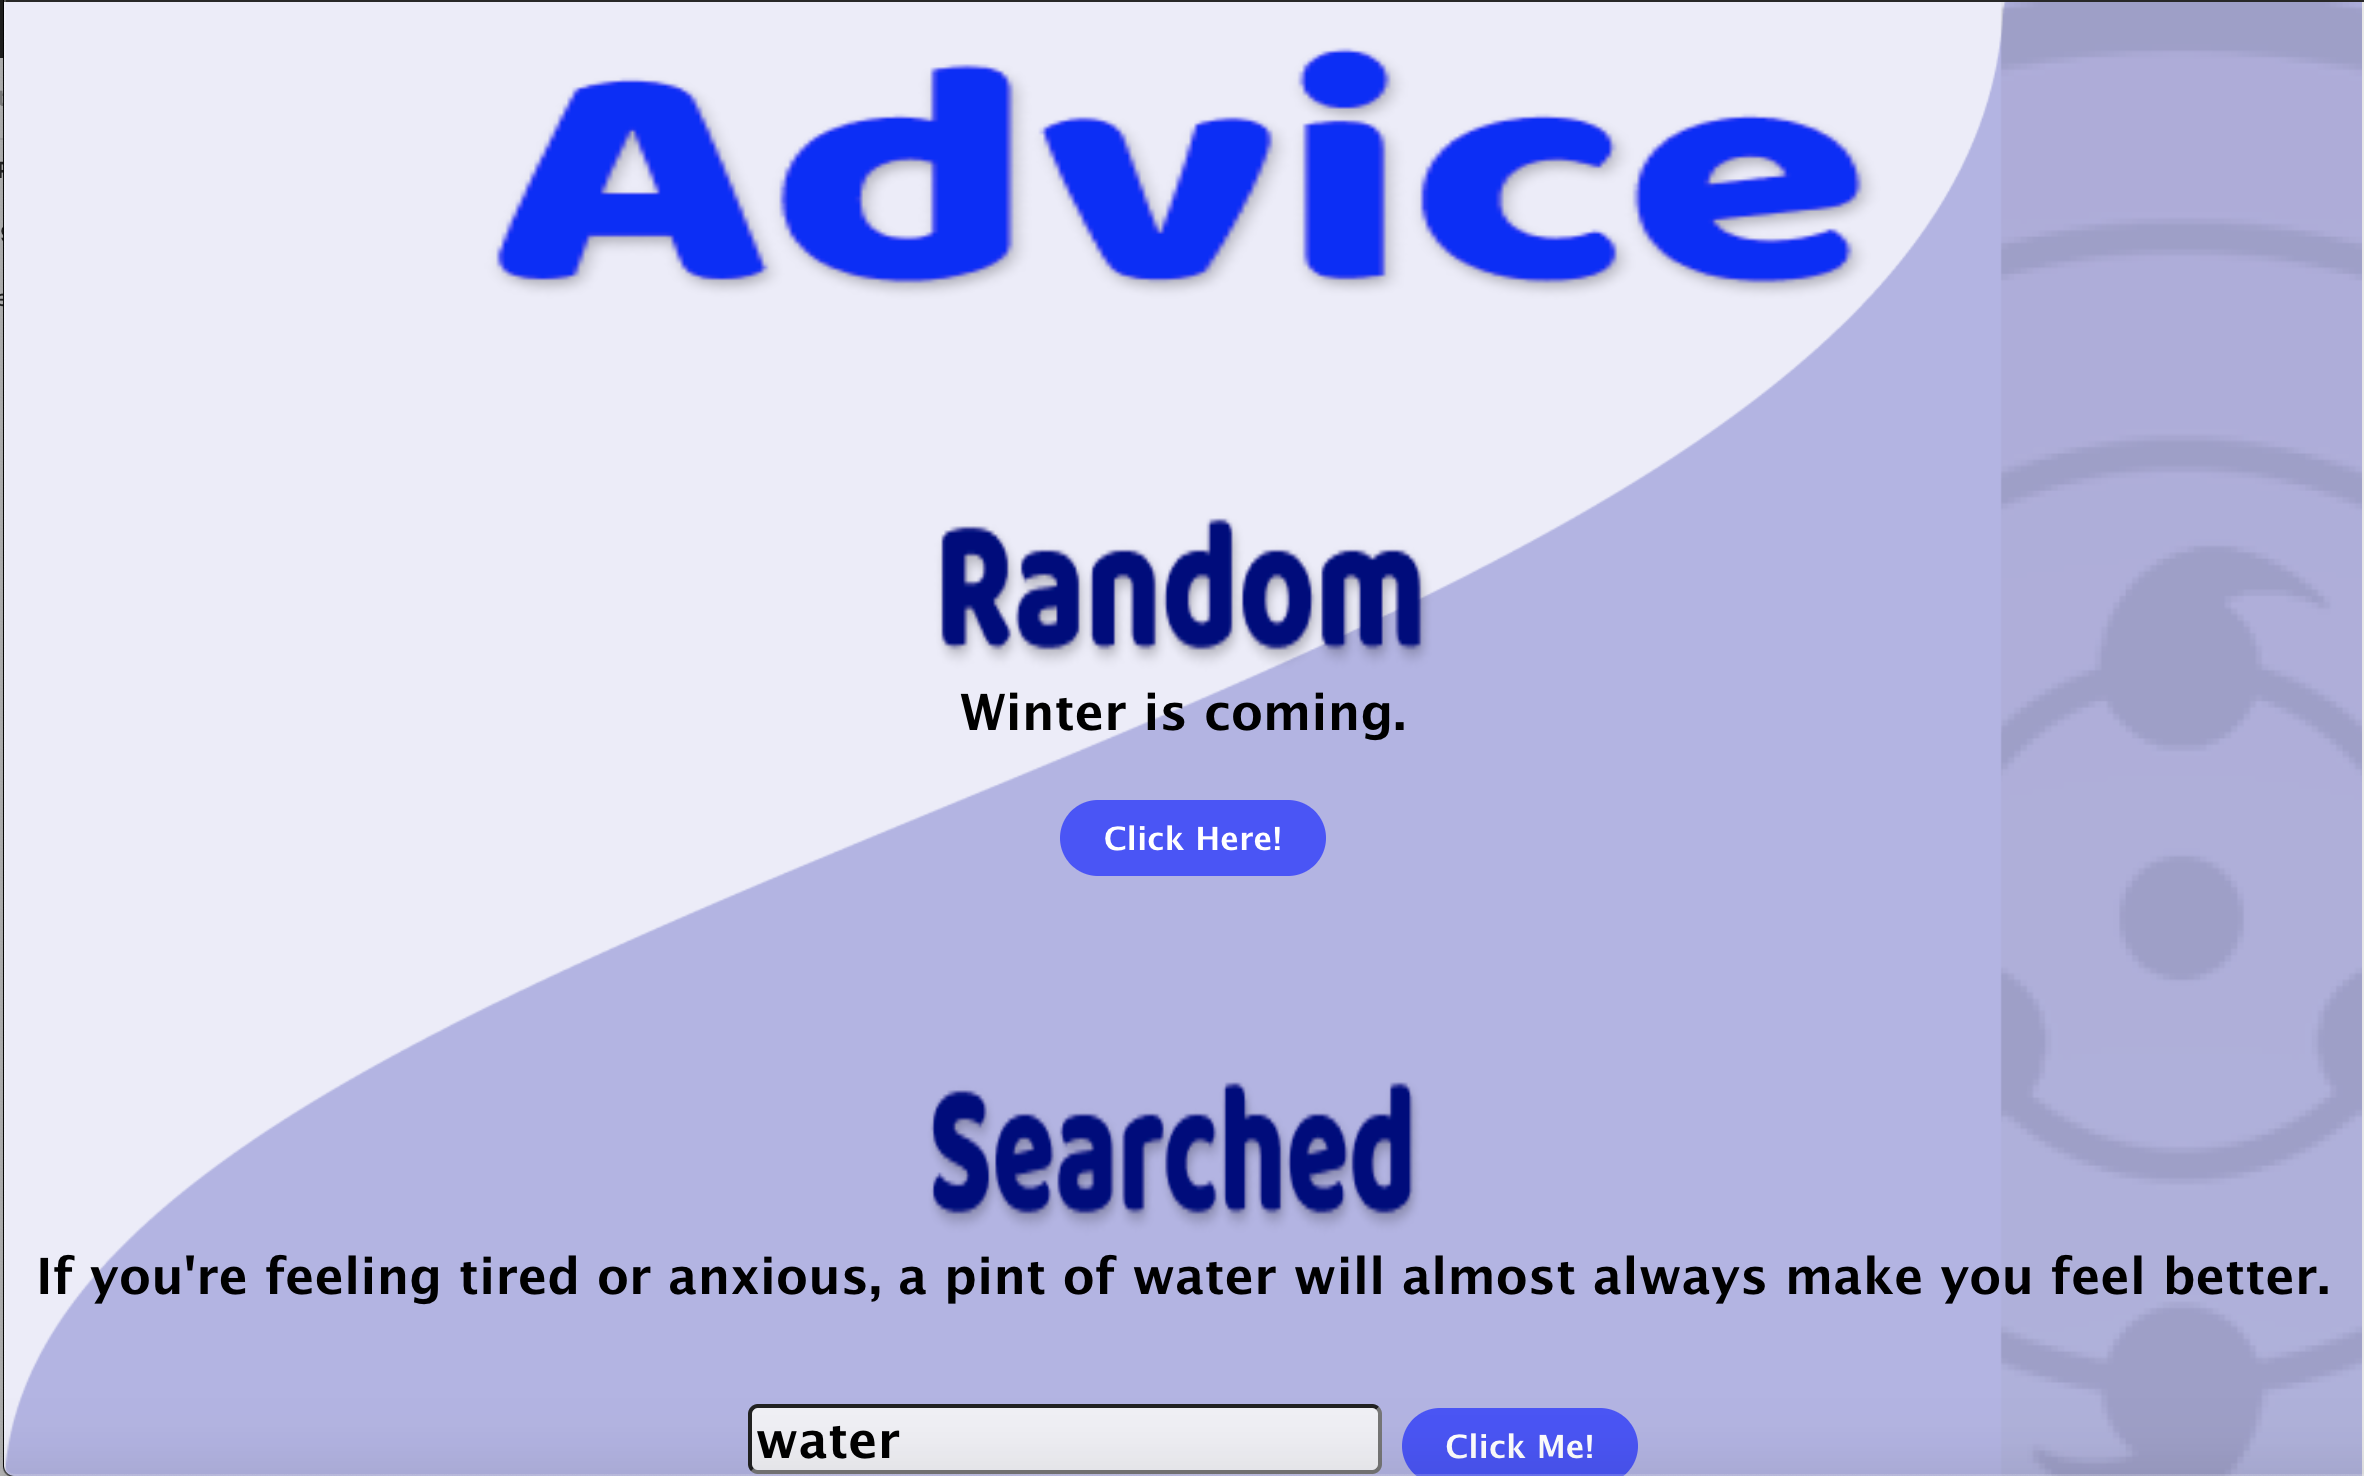 Advice
Random
Winter is coming.
Click Here!
Searched
If you're feeling tired or anxious, a pint of water will almost always make you feel better.
water
Click Me!